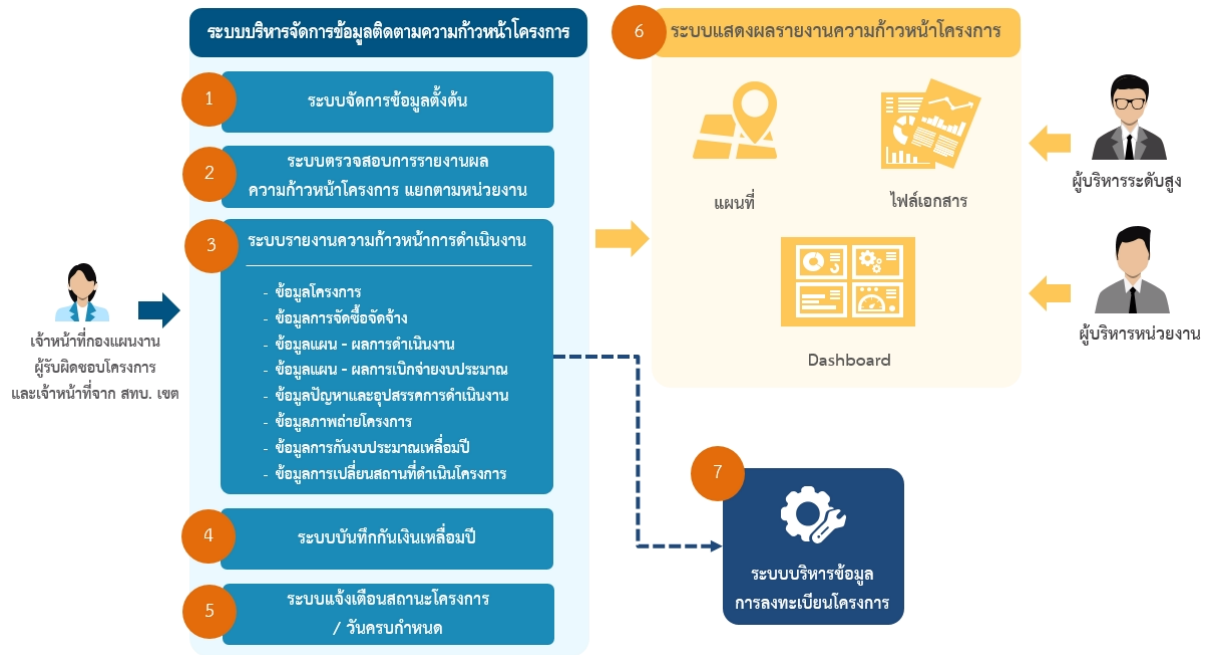 ระบบบริหารจัดการข้อมูลติดตามความก้าวหน้าโครงการ
1
ระบบจัดการข้อมูลตั้งต้น
2
ระบบตรวจสอบการรายงานผล
ความก้าวหน้าโครงการ แยกตามหน่วยงาน
3
ระบบรายงานความก้าวหน้าการดำเนินงาน
- ข้อมูลโครงการ
- ข้อมูลการจัดซื้อจัดจ้าง
- ข้อมูลแผน - ผลการดำเนินงาน
- ข้อมูลแผน - ผลการเบิกจ่ายงบประมาณ
- ข้อมูลปัญหาและอุปสรรคการดำเนินงาน
- ข้อมูลภาพถ่ายโครงการ
- ข้อมูลการกันงบประมาณเหลื่อมปี
- ข้อมูลการเปลี่ยนสถานที่ดำเนินโครงการ
4
ระบบบันทึกกันเงินเหลื่อมปี
5
ระบบแจ้งเตือนสถานะโครงการ
/ วันครบกำหนด
เจ้าหน้าที่กองแผนงาน
ผู้รับผิดชอบโครงการ
และเจ้าหน้าที่จาก สทบ. เขต
6
ระบบแสดงผลรายงานความก้าวหน้าโครงการ
แผนที่
ไฟล์เอกสาร
Dashboard
ผู้บริหารระดับสูง
ผู้บริหารหน่วยงาน
7
ระบบบริหารข้อมูล
การลงทะเบียนโครงการ